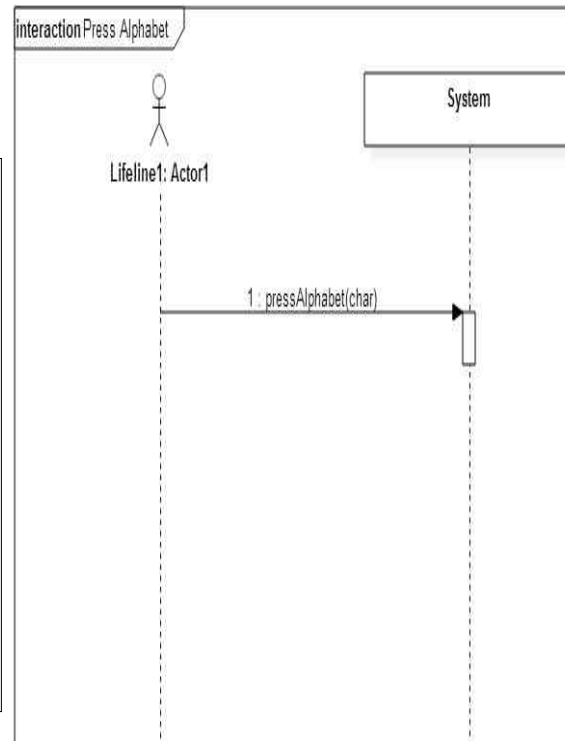 interaction Press Alphabet
System
Lifeline1: Actor1
1 : pressAlphabet(char)